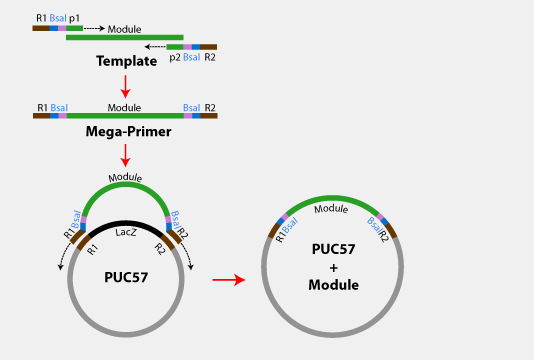 R1 BsaI p1
Module
p2 BsaI R2
Template
R1 BsaI Module BsaI R2
Mega-Primer
Module
R1 BsaI BsaI R2
R1 LacZ R2
PUC57
Module
R1 BsaI BsaI R2
PUC57
+
Module